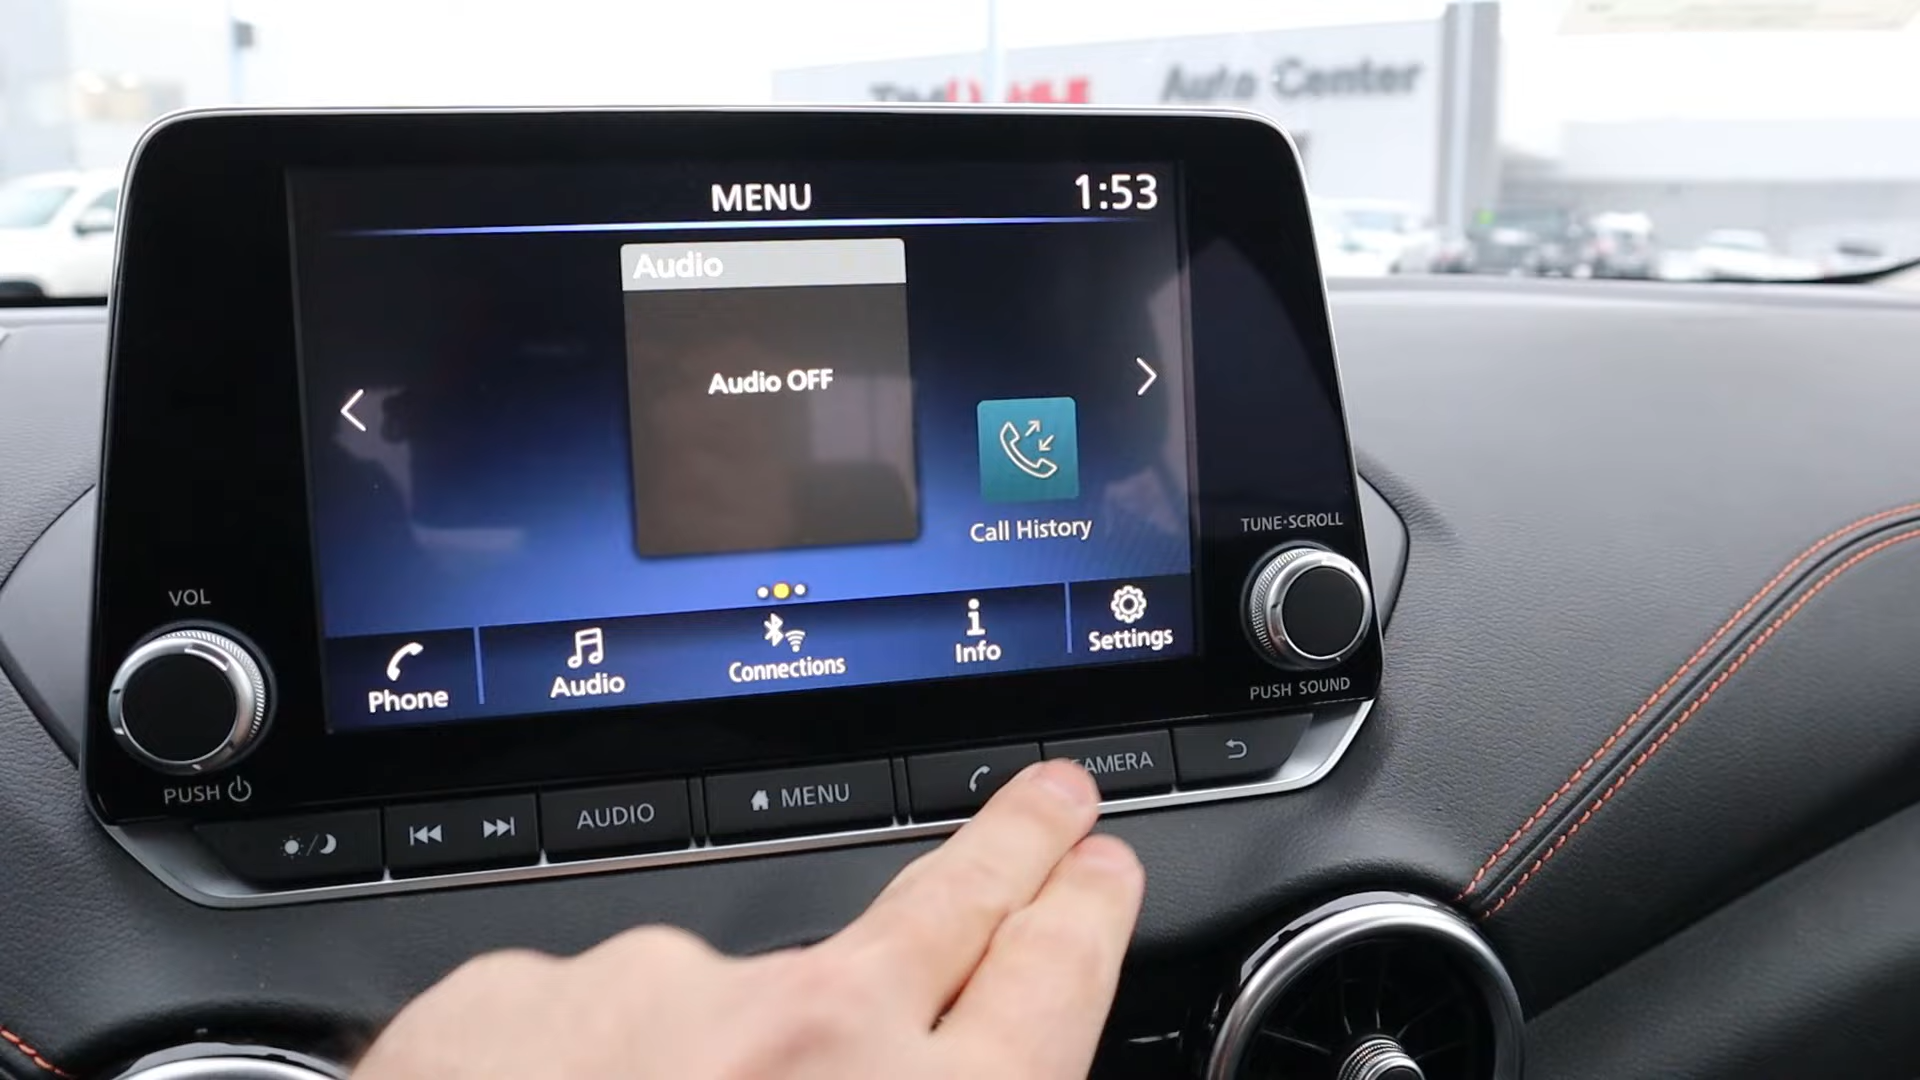 Auto Center
MENU
1:53
Audio
Audio OFF
Call History
Phone
Audio
Connections
Info
Settings
VOL
PUSH
TUNE·SCROLL
PUSH SOUND
AUDIO
MENU
CAMERA